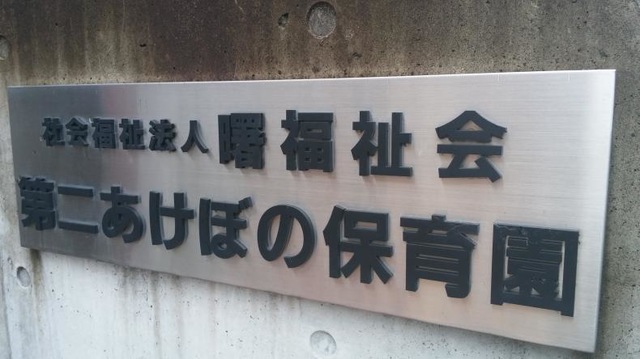 社会福祉法人 曙福祉会
第二あけぼの保育園